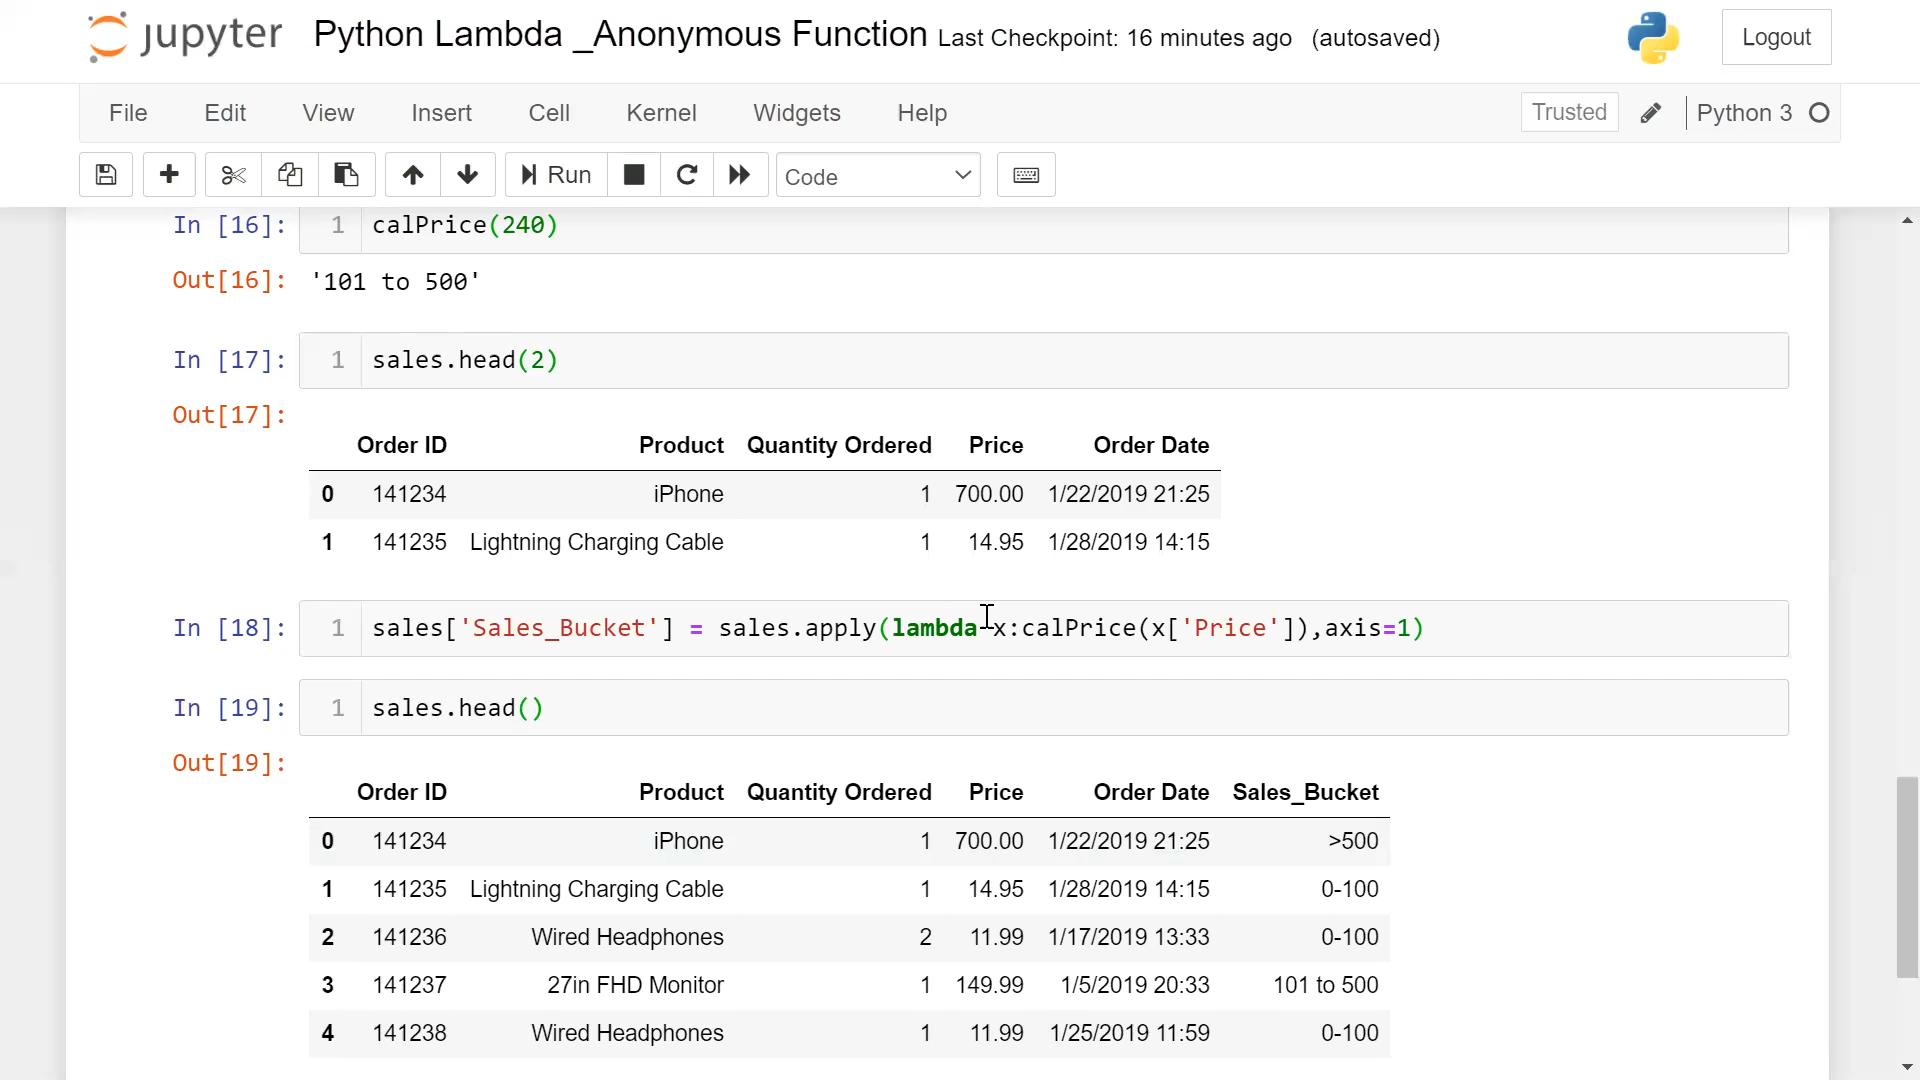 jupyter Python Lambda _Anonymous Function Last Checkpoint: 16 minutes ago (autosaved) Logout
File Edit View Insert Cell Kernel Widgets Help Trusted Python 3
Run Code
In [16]: 1 calPrice(240)
Out[16]: '101 to 500'
In [17]: 1 sales.head(2)
Out[17]:
Order ID Product Quantity Ordered Price Order Date
0 141234 iPhone 1 700.00 1/22/2019 21:25
1 141235 Lightning Charging Cable 1 14.95 1/28/2019 14:15
In [18]: 1 sales['Sales_Bucket'] = sales.apply(lambda x:calPrice(x['Price']),axis=1)
In [19]: 1 sales.head()
Out[19]:
Order ID Product Quantity Ordered Price Order Date Sales_Bucket
0 141234 iPhone 1 700.00 1/22/2019 21:25 >500
1 141235 Lightning Charging Cable 1 14.95 1/28/2019 14:15 0-100
2 141236 Wired Headphones 2 11.99 1/17/2019 13:33 0-100
3 141237 27in FHD Monitor 1 149.99 1/5/2019 20:33 101 to 500
4 141238 Wired Headphones 1 11.99 1/25/2019 11:59 0-100